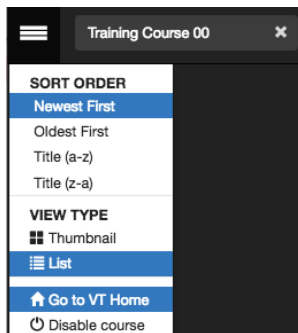 Training Course 00 ×
SORT ORDER
Newest First
Oldest First
Title (a-z)
Title (z-a)
VIEW TYPE
Thumbnail
List
Go to VT Home
Disable course